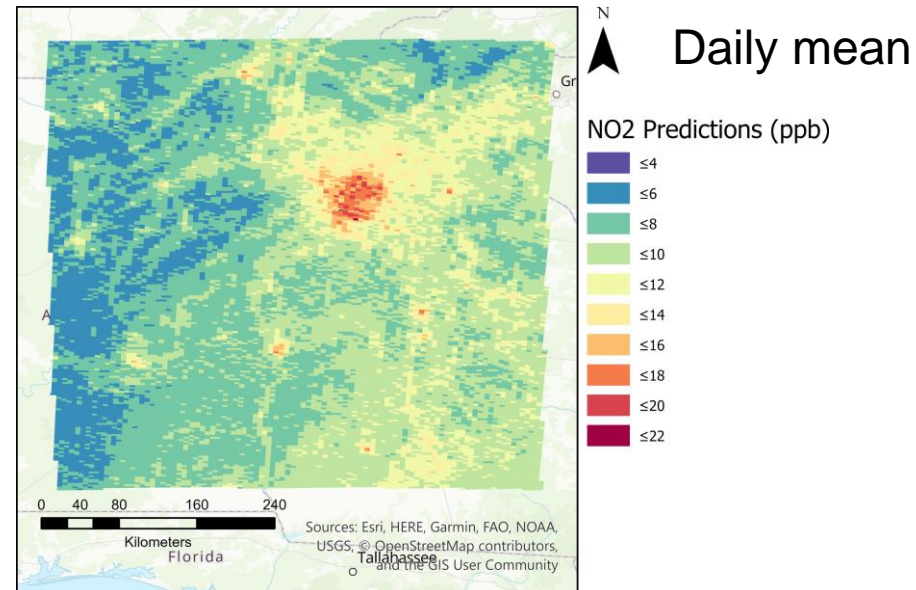 N
Daily mean
NO2 Predictions (ppb)
≤4
≤6
≤8
≤10
≤12
≤14
≤16
≤18
≤20
≤22
Gr
A
0 40 80 160 240
Kilometers
Florida
Tallahassee
Sources: Esri, HERE, Garmin, FAO, NOAA,
USGS, © OpenStreetMap contributors,
and the GIS User Community